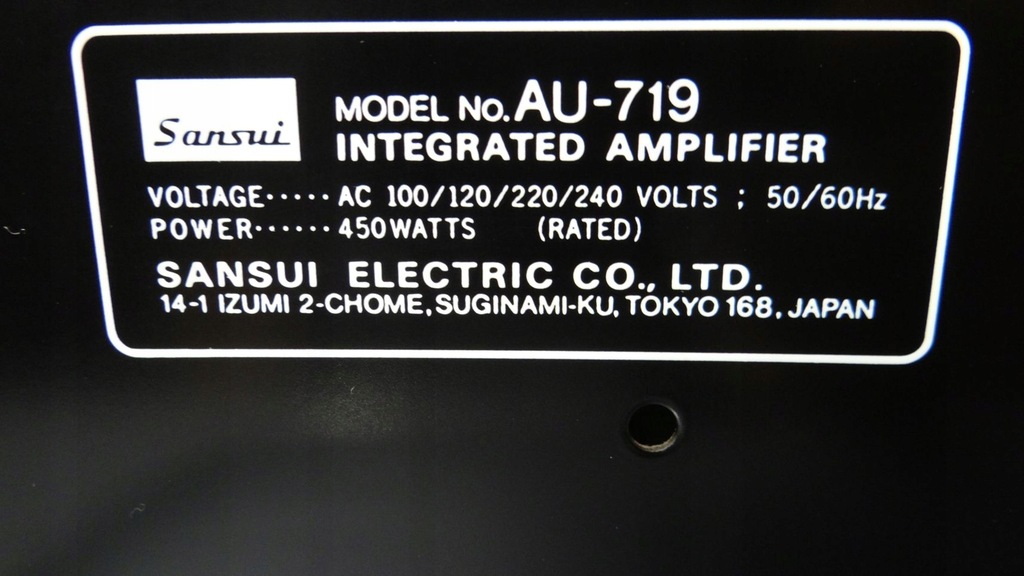 Sansui
MODEL No. AU-719
INTEGRATED AMPLIFIER
VOLTAGE····· AC 100/120/220/240 VOLTS ; 50/60Hz
POWER······ 450WATTS (RATED)
SANSUI ELECTRIC CO., LTD.
14-1 IZUMI 2-CHOME, SUGINAMI-KU, TOKYO 168, JAPAN